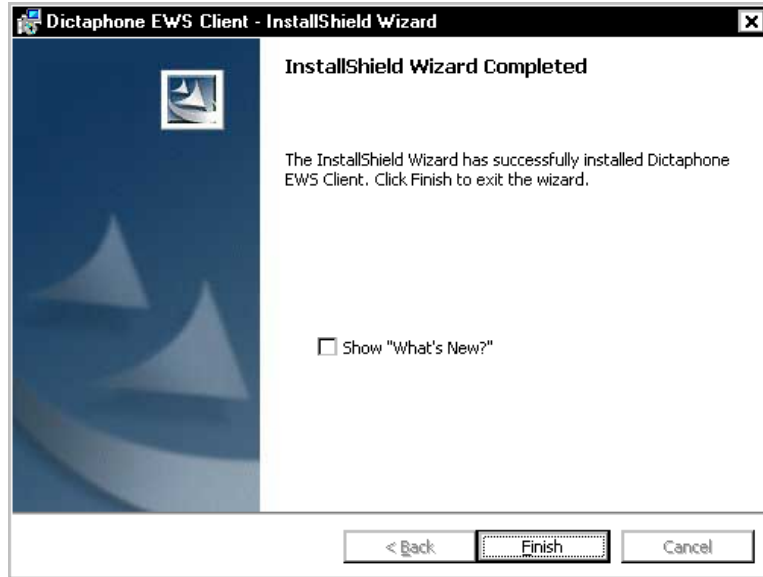 Dictaphone EWS Client - InstallShield Wizard
InstallShield Wizard Completed
The InstallShield Wizard has successfully installed Dictaphone
EWS Client. Click Finish to exit the wizard.
Show "What's New?"
< Back
Finish
Cancel